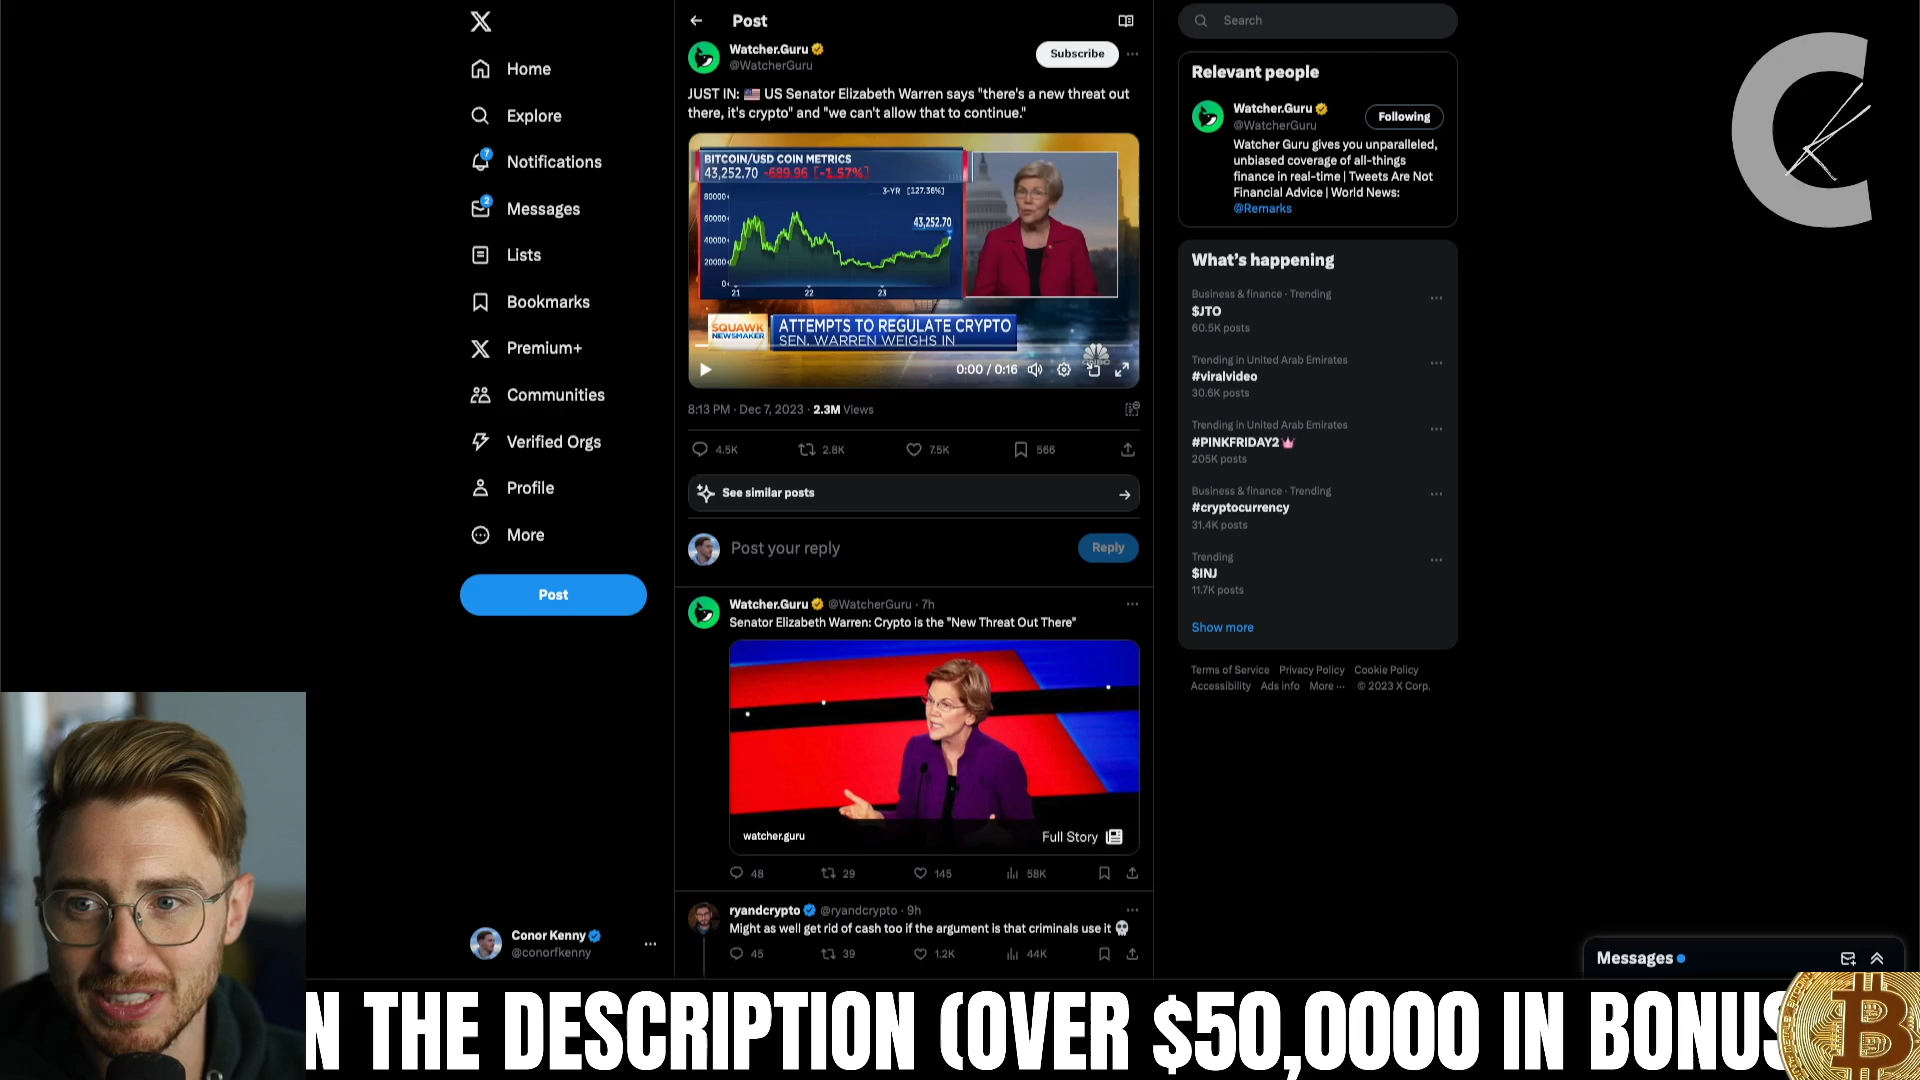 Home
Explore
7
Notifications
2
Messages
Lists
Bookmarks
Premium+
Communities
Verified Orgs
Profile
More
Post
Conor Kenny
@conorfkenny
Post
Watcher.Guru
@WatcherGuru
Subscribe
JUST IN: 🇺🇸 US Senator Elizabeth Warren says "there's a new threat out
there, it's crypto" and "we can't allow that to continue."
BITCOIN/USD COIN METRICS
43,252.70 -689.96 [-1.57%]
3-YR [127.36%]
80000
60000
43,252.70
40000
20000
0
21 22 23
SQUAWK
NEWSMAKER
ATTEMPTS TO REGULATE CRYPTO
SEN. WARREN WEIGHS IN
CNBC
0:00 / 0:16
8:13 PM · Dec 7, 2023 · 2.3M Views
4.5K 2.8K 7.5K 566
See similar posts
Post your reply
Reply
Watcher.Guru @WatcherGuru · 7h
Senator Elizabeth Warren: Crypto is the "New Threat Out There"
watcher.guru
Full Story
48 29 145 58K
ryandcrypto @ryandcrypto · 9h
Might as well get rid of cash too if the argument is that criminals use it 💀
45 39 1.2K 44K
Search
Relevant people
Watcher.Guru
@WatcherGuru
Following
Watcher Guru gives you unparalleled,
unbiased coverage of all-things
finance in real-time | Tweets Are Not
Financial Advice | World News:
@Remarks
What's happening
Business & finance · Trending
$JTO
60.5K posts
Trending in United Arab Emirates
#viralvideo
30.6K posts
Trending in United Arab Emirates
#PINKFRIDAY2
205K posts
Business & finance · Trending
#cryptocurrency
31.4K posts
Trending
$INJ
11.7K posts
Show more
Terms of Service Privacy Policy Cookie Policy
Accessibility Ads info More ··· © 2023 X Corp.
Messages
N THE DESCRIPTION (OVER $50,0000 IN BONUS